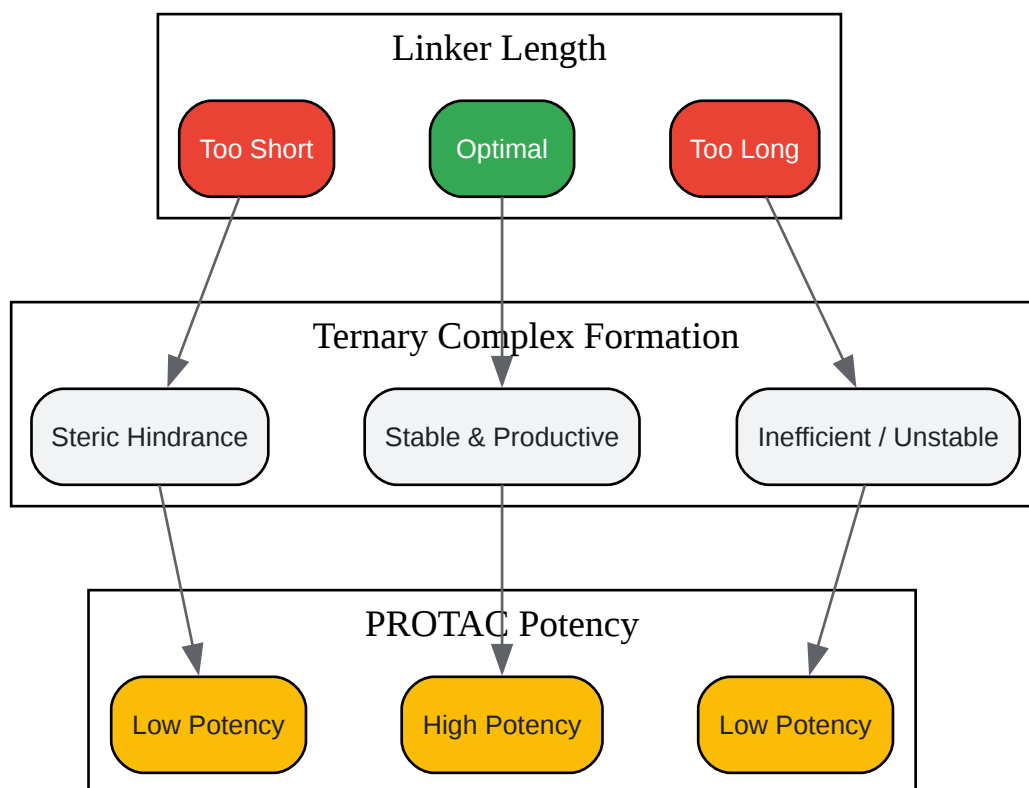 Linker Length
Too Short
Optimal
Too Long
Ternary Complex Formation
Steric Hindrance
Stable & Productive
Inefficient / Unstable
PROTAC Potency
Low Potency
High Potency
Low Potency